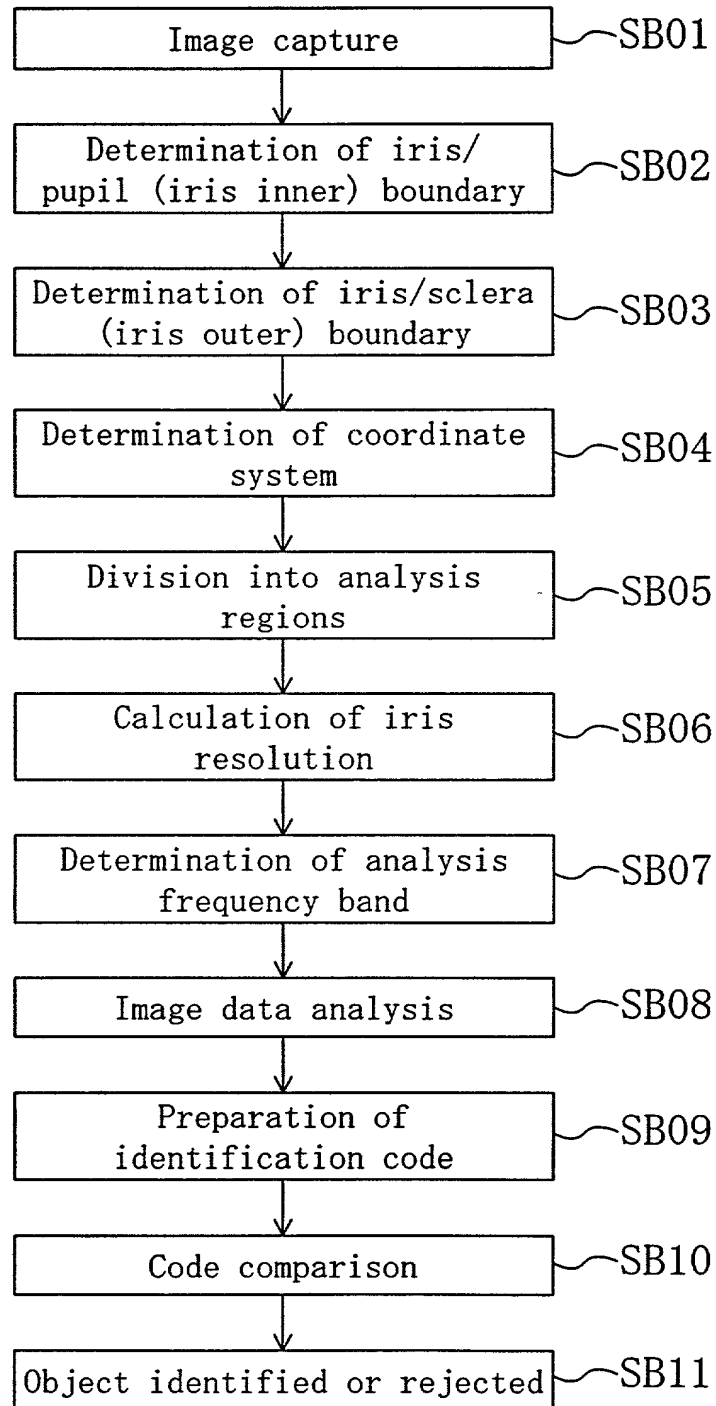 Image capture
SB01
Determination of iris/
pupil (iris inner) boundary
SB02
Determination of iris/sclera
(iris outer) boundary
SB03
Determination of coordinate
system
SB04
Division into analysis
regions
SB05
Calculation of iris
resolution
SB06
Determination of analysis
frequency band
SB07
Image data analysis
SB08
Preparation of
identification code
SB09
Code comparison
SB10
Object identified or rejected
SB11